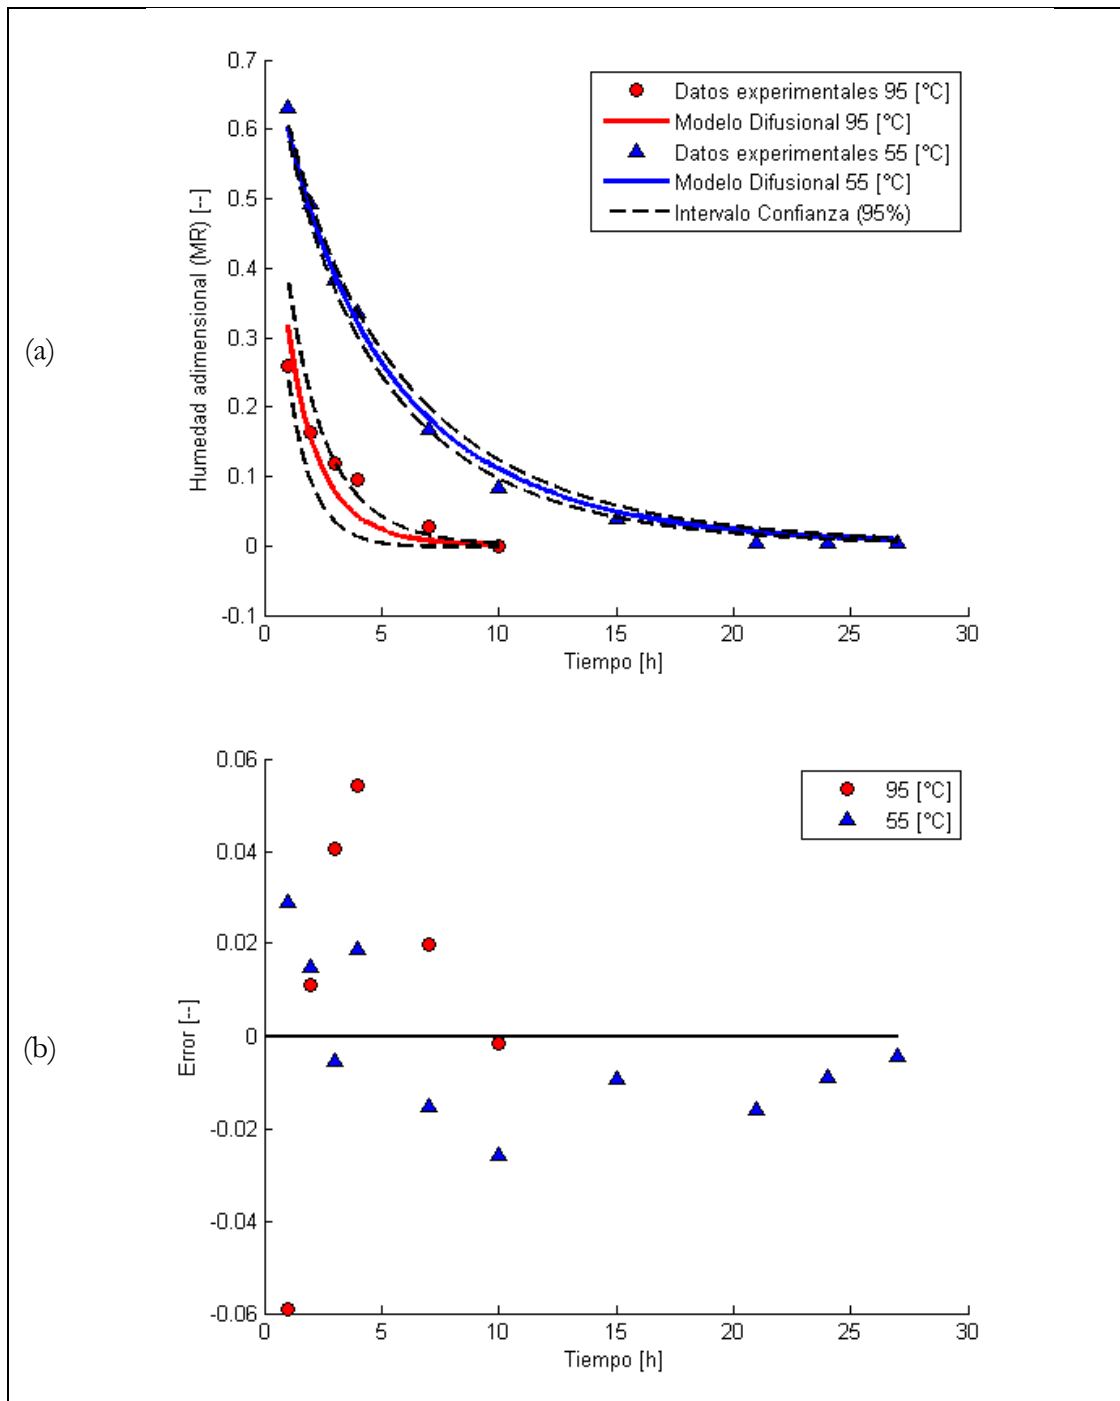 (a)
0.7
0.6
0.5
0.4
0.3
0.2
0.1
0
-0.1
Humedad adimensional (MR) [--]
Datos experimentales 95 [°C]
Modelo Difusional 95 [°C]
Datos experimentales 55 [°C]
Modelo Difusional 55 [°C]
Intervalo Confianza (95%)
0 5 10 15 20 25 30
Tiempo [h]
(b)
0.06
0.04
0.02
0
-0.02
-0.04
-0.06
Error [--]
95 [°C]
55 [°C]
0 5 10 15 20 25 30
Tiempo [h]